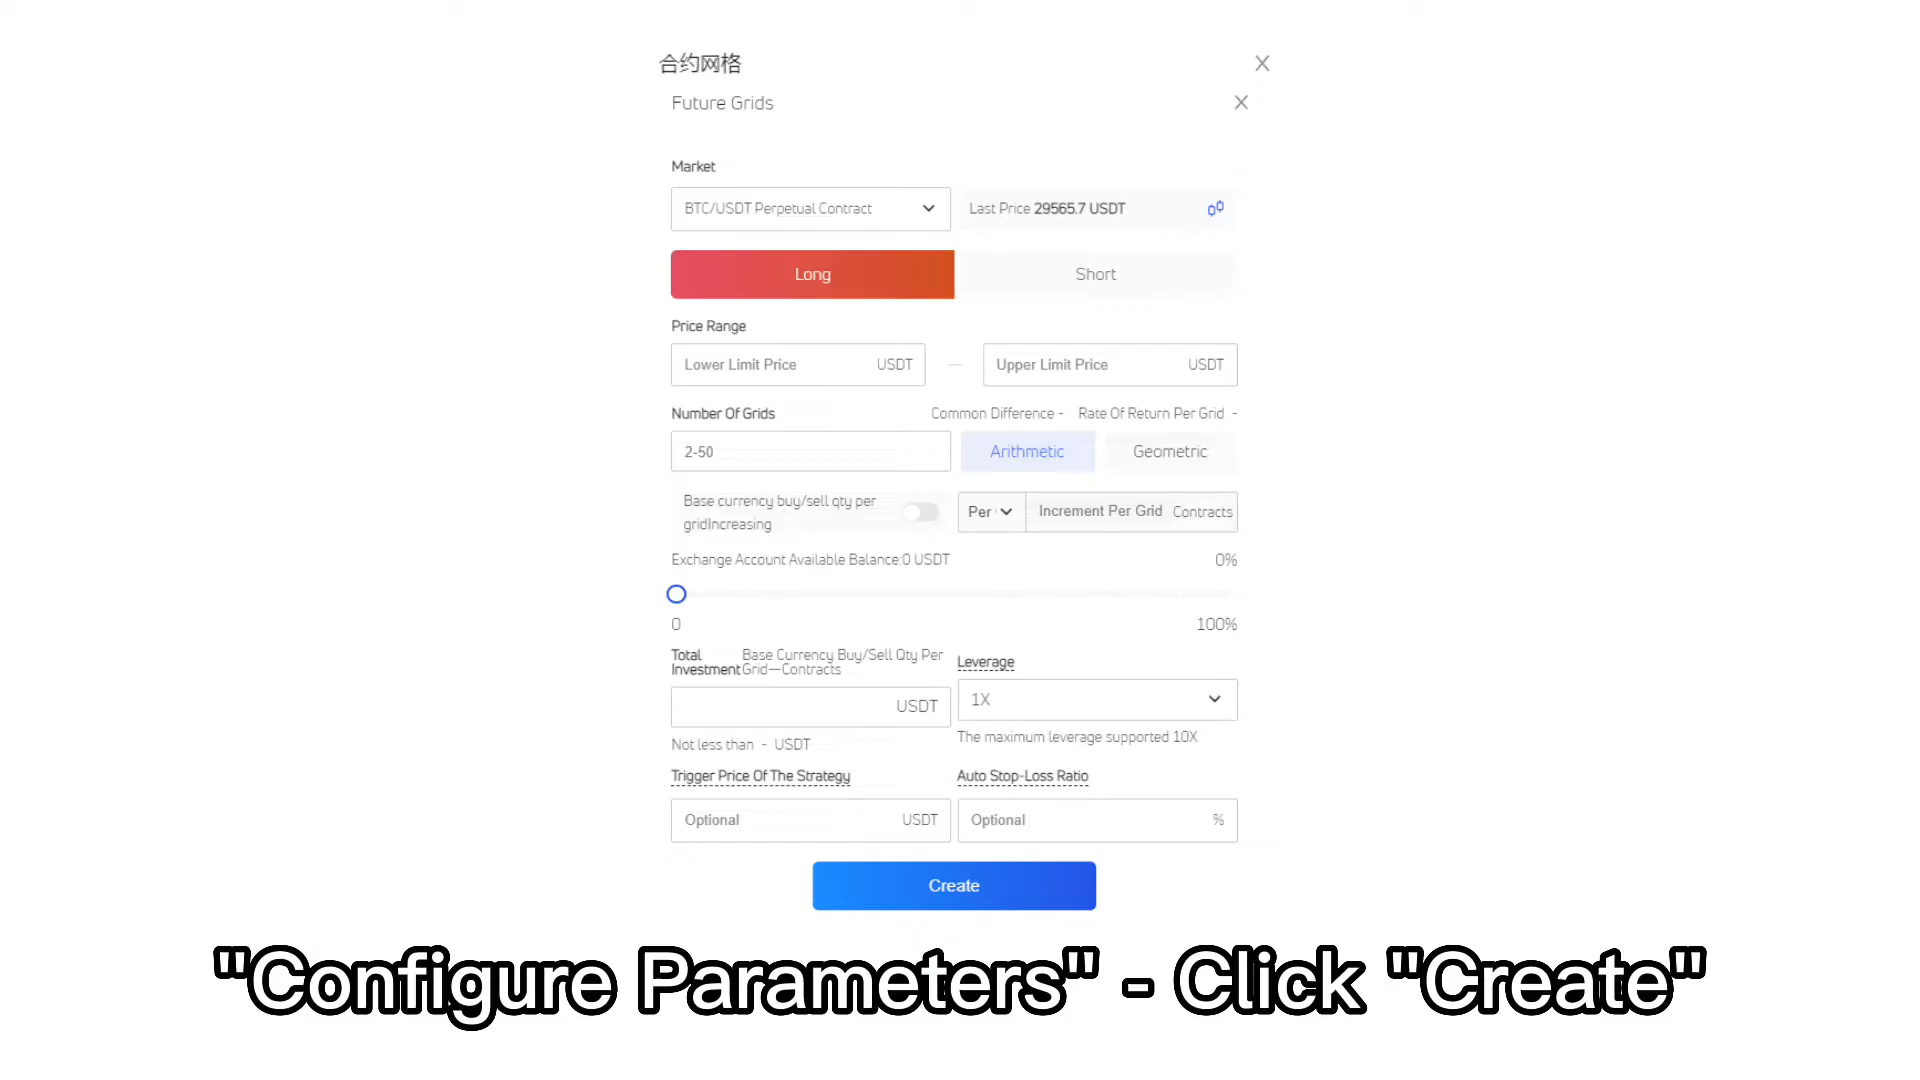 合约网格
X
Future Grids
X
Market
BTC/USDT Perpetual Contract
Last Price 29565.7 USDT
Long
Short
Price Range
Lower Limit Price USDT
—
Upper Limit Price USDT
Number Of Grids
Common Difference - Rate Of Return Per Grid -
2-50
Arithmetic
Geometric
Base currency buy/sell qty per
gridIncreasing
Per
Increment Per Grid Contracts
Exchange Account Available Balance:0 USDT
0%
0
100%
Total
Investment
Base Currency Buy/Sell Qty Per
Grid—Contracts
Leverage
USDT
1X
Not less than - USDT
The maximum leverage supported 10X
Trigger Price Of The Strategy
Auto Stop-Loss Ratio
Optional USDT
Optional %
Create
"Configure Parameters" - Click "Create"